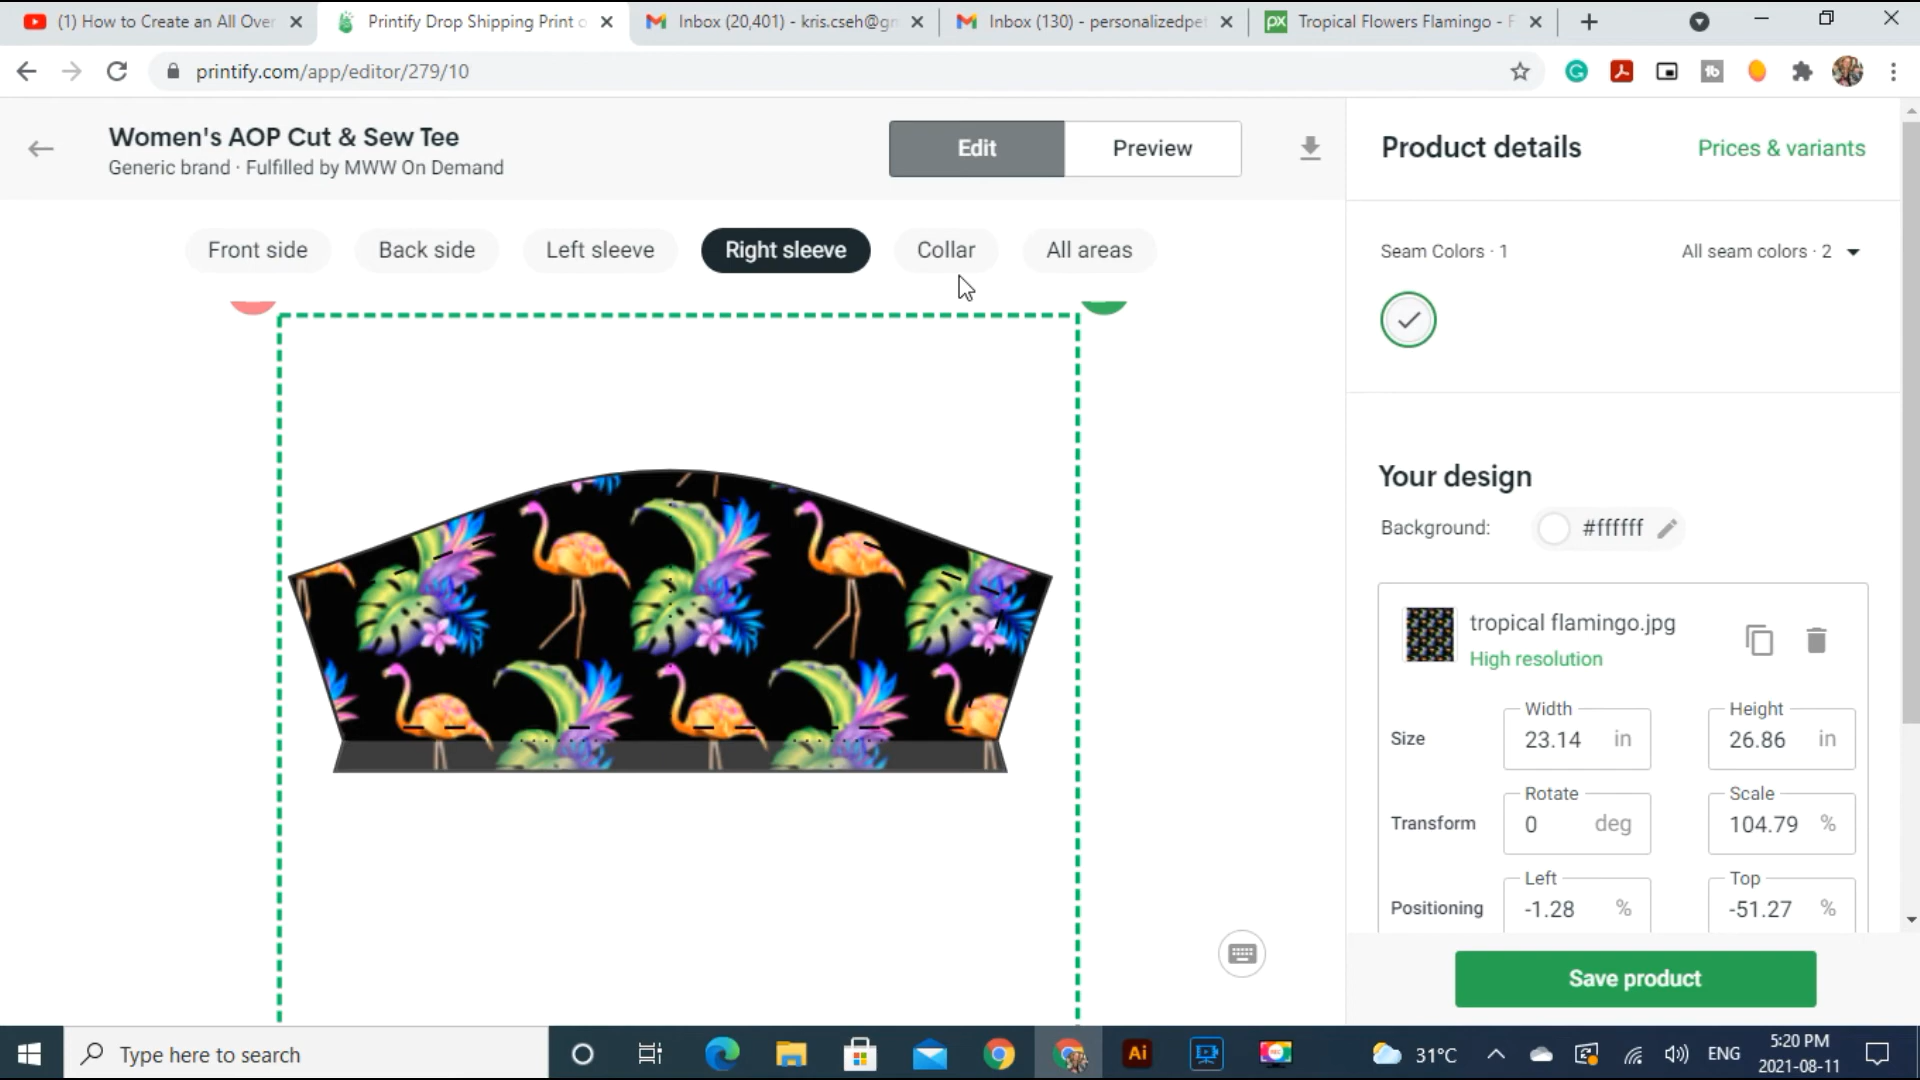 (1) How to Create an All Over
Printify Drop Shipping Print o
Inbox (20,401) - kris.cseh@gm
Inbox (130) - personalizedpet
px
Tropical Flowers Flamingo - F
printify.com/app/editor/279/10
Women's AOP Cut & Sew Tee
Generic brand · Fulfilled by MWW On Demand
Edit
Preview
Product details
Prices & variants
Front side
Back side
Left sleeve
Right sleeve
Collar
All areas
Seam Colors · 1
All seam colors · 2
Your design
Background:
#ffffff
tropical flamingo.jpg
High resolution
Width
Height
Size
23.14 in
26.86 in
Rotate
Scale
Transform
0 deg
104.79 %
Left
Top
Positioning
-1.28 %
-51.27 %
Save product
Type here to search
Ai
31°C
ENG
5:20 PM
2021-08-11